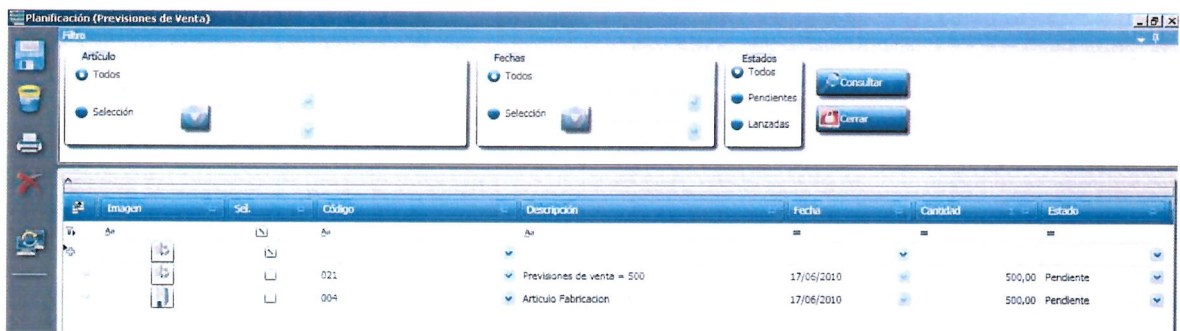 Planificación (Previsiones de Venta)
Filtro
Artículo
Todos
Selección
Fechas
Todos
Selección
Estados
Todos
Pendientes
Lanzadas
Consultar
Cerrar
Imagen Sel. Código Descripción Fecha Cantidad Estado
021 Previsiones de venta = 500 17/06/2010 500,00 Pendiente
004 Articulo Fabricacion 17/06/2010 500,00 Pendiente